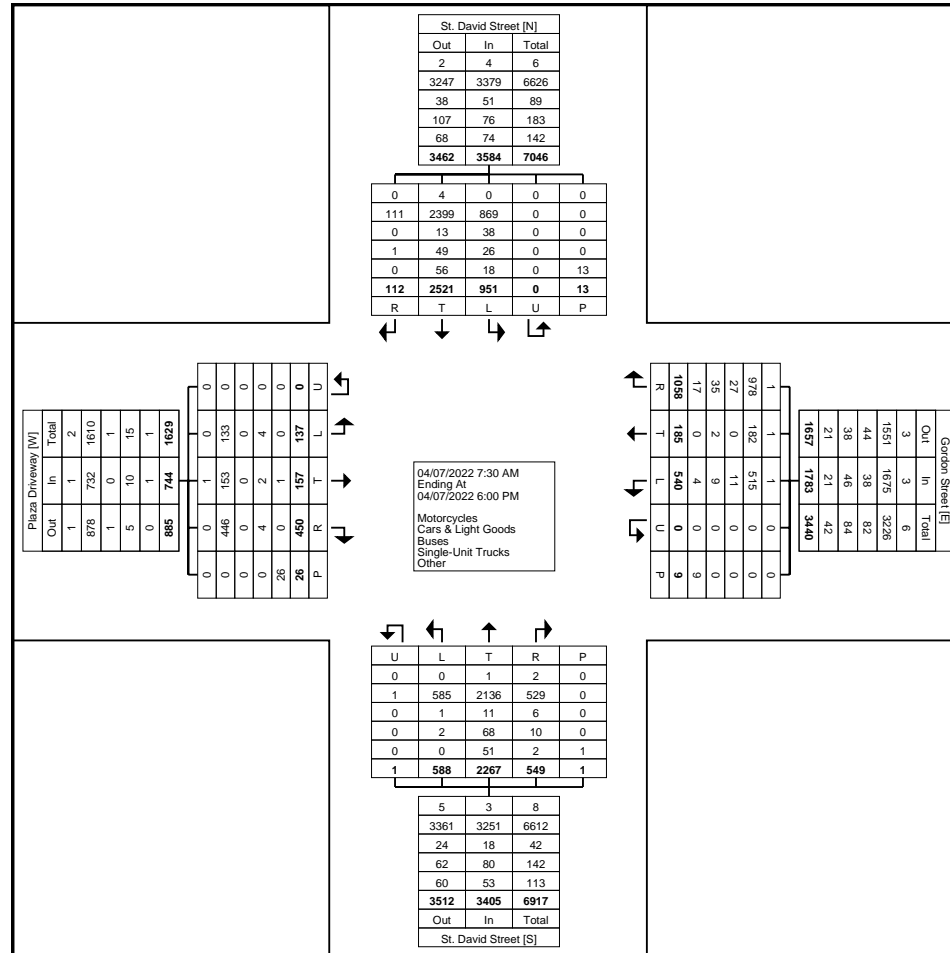 St. David Street [N]
Out In Total
2 4 6
3247 3379 6626
38 51 89
107 76 183
68 74 142
3462 3584 7046
0 4 0 0 0
111 2399 869 0 0
0 13 38 0 0
1 49 26 0 0
0 56 18 0 13
112 2521 951 0 13
R T L U P
Plaza Driveway [W]
Out In Total
1 1 2
878 732 1610
1 0 1
5 10 15
0 1 1
885 744 1629
0 0 1 0 0
0 446 153 133 0
0 0 0 0 0
0 4 2 4 0
26 0 1 0 0
26 450 157 137 0
P R T L U
04/07/2022 7:30 AM
Ending At
04/07/2022 6:00 PM
Motorcycles
Cars & Light Goods
Buses
Single-Unit Trucks
Other
Gordon Street [E]
Out In Total
3 3 6
1551 1675 3226
44 38 82
38 46 84
21 21 42
1657 1783 3440
1 1 1 0 0
978 182 515 0 0
27 0 11 0 0
35 2 9 0 0
17 0 4 0 9
1058 185 540 0 9
R T L U P
U L T R P
0 0 1 2 0
1 585 2136 529 0
0 1 11 6 0
0 2 68 10 0
0 0 51 2 1
1 588 2267 549 1
5 3 8
3361 3251 6612
24 18 42
62 80 142
60 53 113
3512 3405 6917
Out In Total
St. David Street [S]